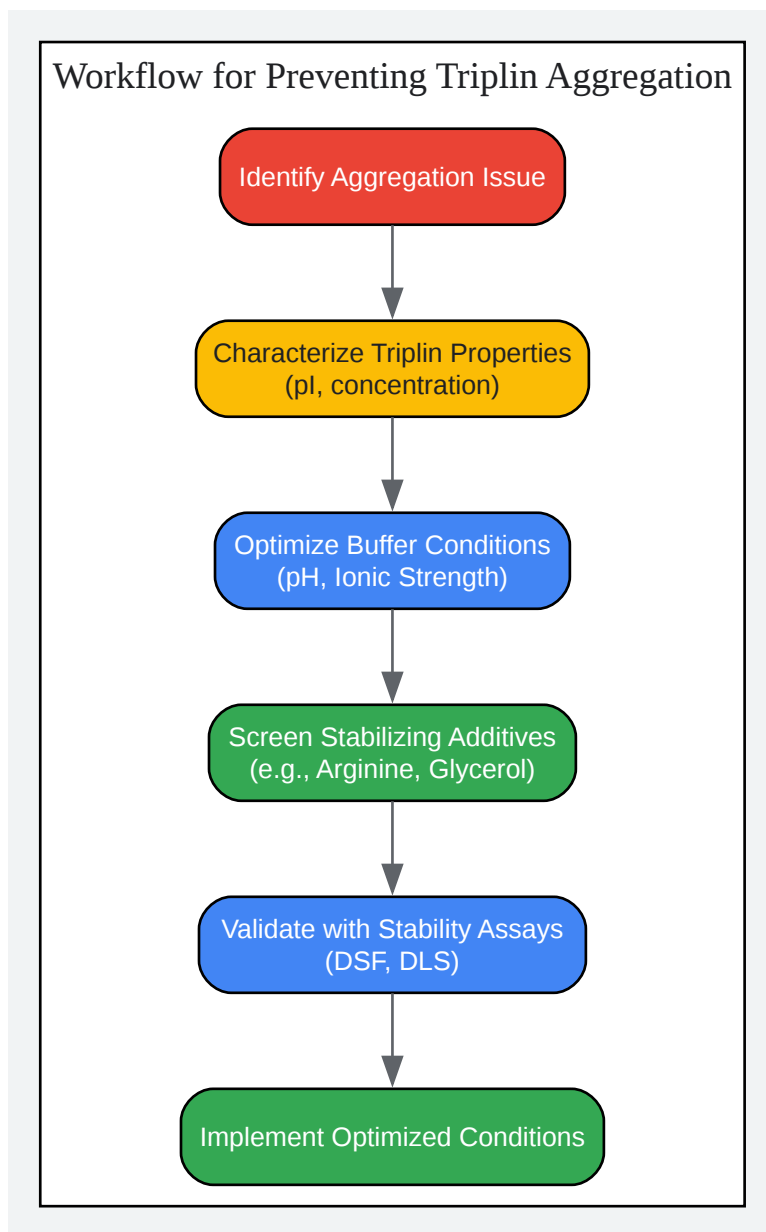 Workflow for Preventing Triplin Aggregation
Identify Aggregation Issue
Characterize Triplin Properties
(pI, concentration)
Optimize Buffer Conditions
(pH, Ionic Strength)
Screen Stabilizing Additives
(e.g., Arginine, Glycerol)
Validate with Stability Assays
(DSF, DLS)
Implement Optimized Conditions